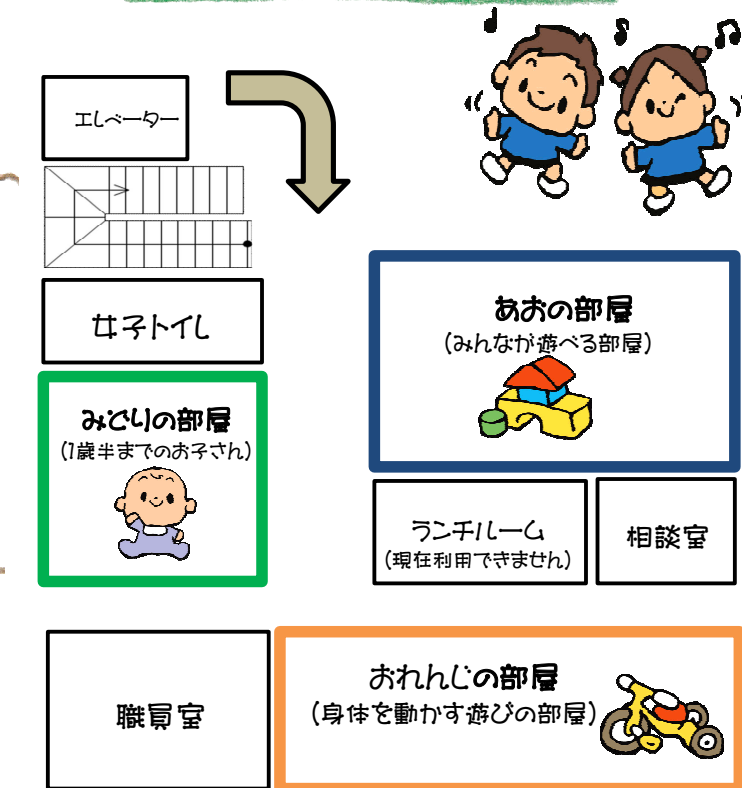 エレベーター
女子トイレ
あおの部屋
(みんなが遊べる部屋)
みどりの部屋
(1歳半までのお子さん)
ランチルーム
(現在利用できません)
相談室
職員室
おれんじの部屋
(身体を動かす遊びの部屋)